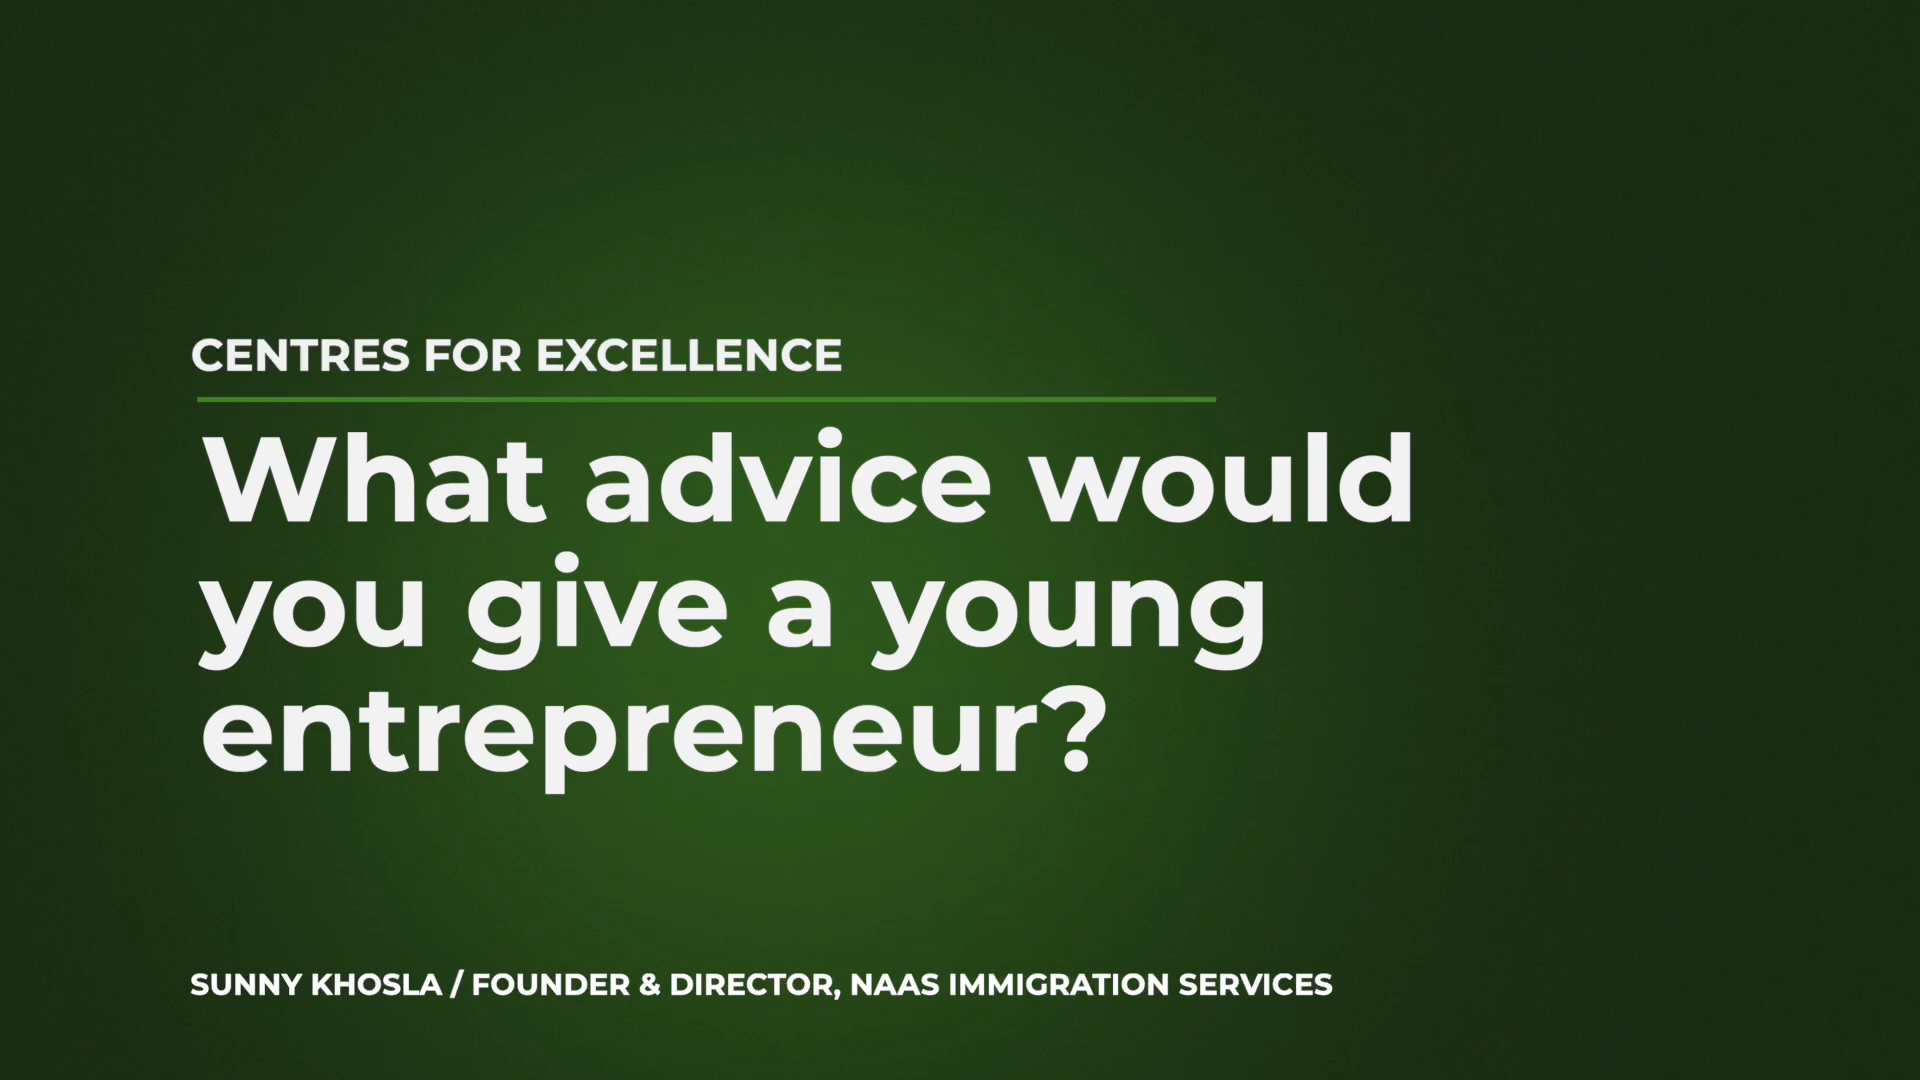 CENTRES FOR EXCELLENCE
What advice would
you give a young
entrepreneur?
SUNNY KHOSLA / FOUNDER & DIRECTOR, NAAS IMMIGRATION SERVICES